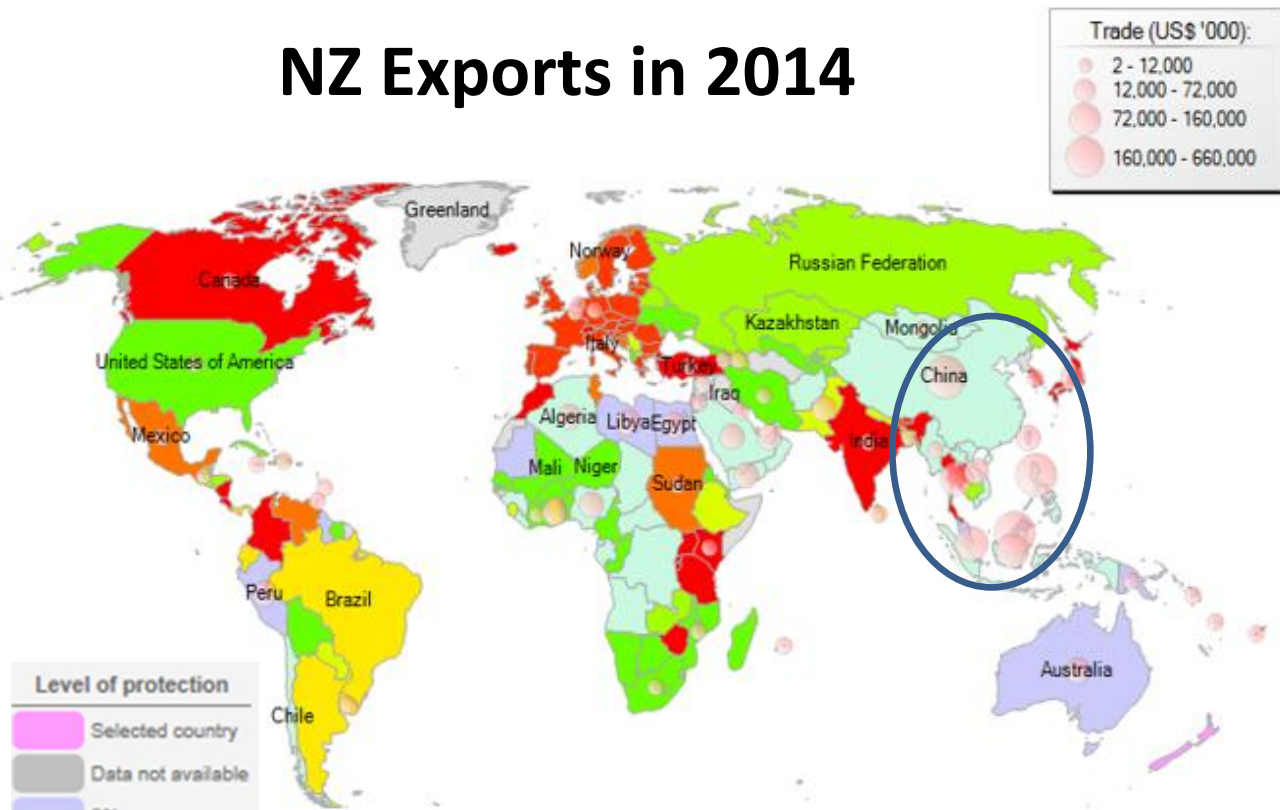 NZ Exports in 2014
Trade (US$ '000):
2 - 12,000
12,000 - 72,000
72,000 - 160,000
160,000 - 660,000
Greenland
Norway
Canada
Russian Federation
Kazakhstan
Mongolia
Italy
United States of America
Turkey
China
Iraq
Algeria
Libya
Egypt
Mexico
India
Mali
Niger
Sudan
Peru
Brazil
Australia
Chile
Level of protection
Selected country
Data not available